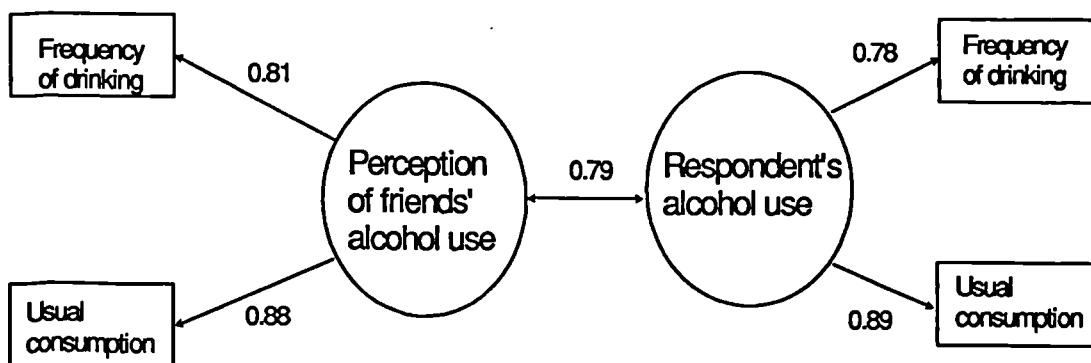 Frequency
of drinking
0.81
Perception
of friends'
alcohol use
Usual
consumption
0.88
0.79
Respondent's
alcohol use
0.78
Frequency
of drinking
0.89
Usual
consumption